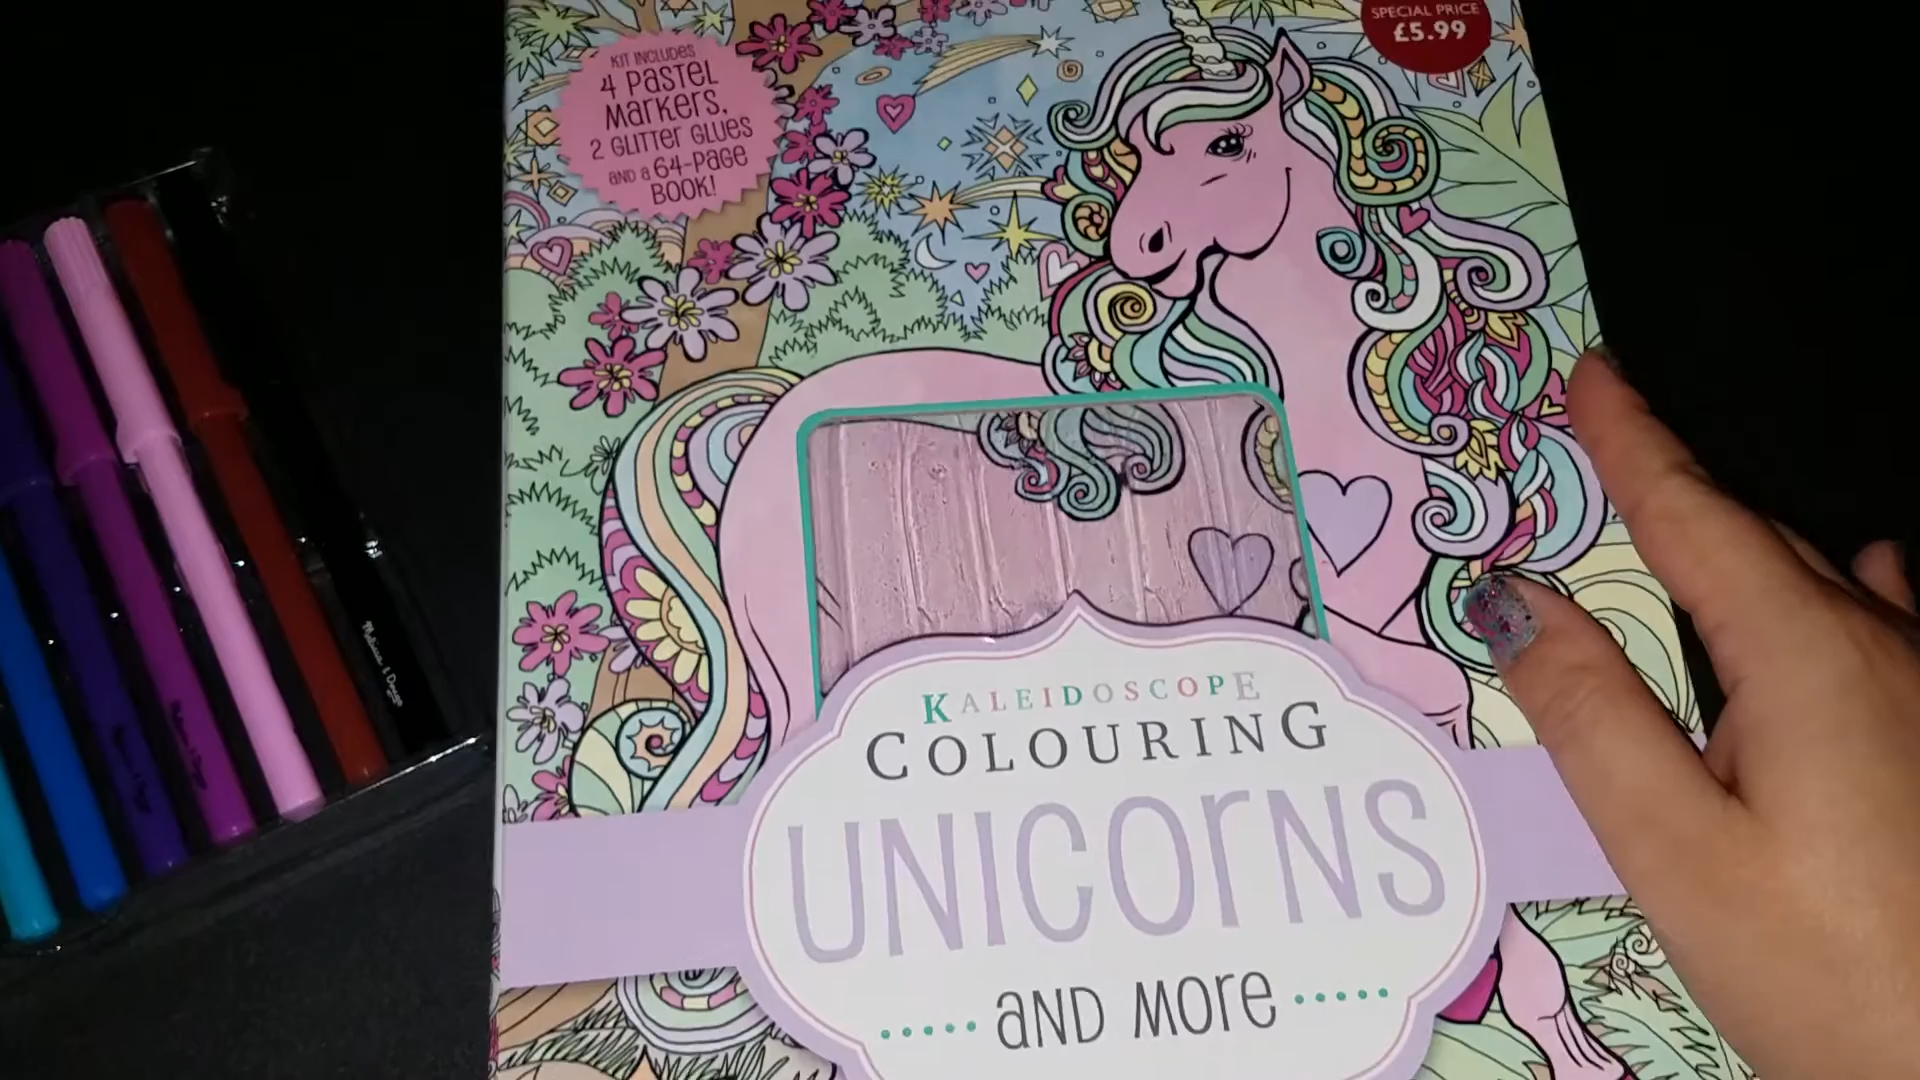 KIT INCLUDES
4 PASTEL
MARKERS,
2 GLITTER GLUES
AND A 64-PAGE
BOOK!
SPECIAL PRICE
£5.99
KALEIDOSCOPE
COLOURING
UNICORNS
AND MORE